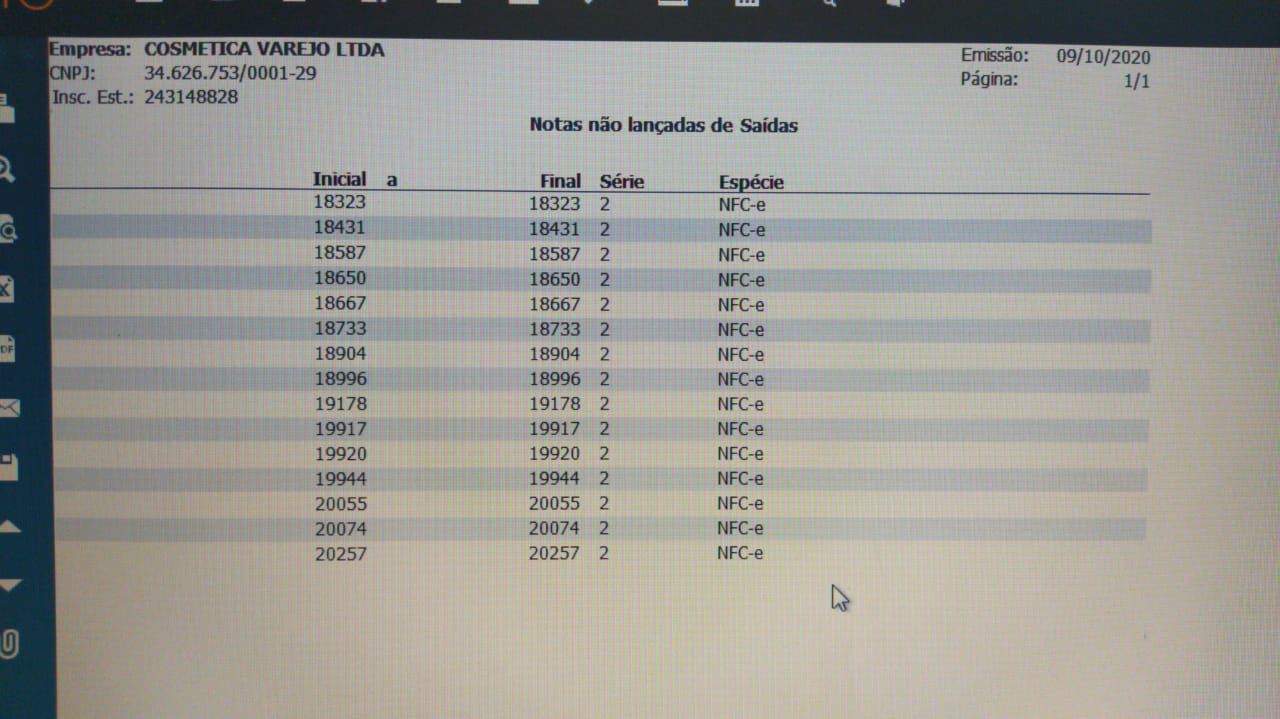 Empresa: COSMETICA VAREJO LTDA Emissão: 09/10/2020
CNPJ: 34.626.753/0001-29 Página: 1/1
Insc. Est.: 243148828
Notas não lançadas de Saídas
Inicial a Final Série Espécie
18323 18323 2 NFC-e
18431 18431 2 NFC-e
18587 18587 2 NFC-e
18650 18650 2 NFC-e
18667 18667 2 NFC-e
18733 18733 2 NFC-e
18904 18904 2 NFC-e
18996 18996 2 NFC-e
19178 19178 2 NFC-e
19917 19917 2 NFC-e
19920 19920 2 NFC-e
19944 19944 2 NFC-e
20055 20055 2 NFC-e
20074 20074 2 NFC-e
20257 20257 2 NFC-e